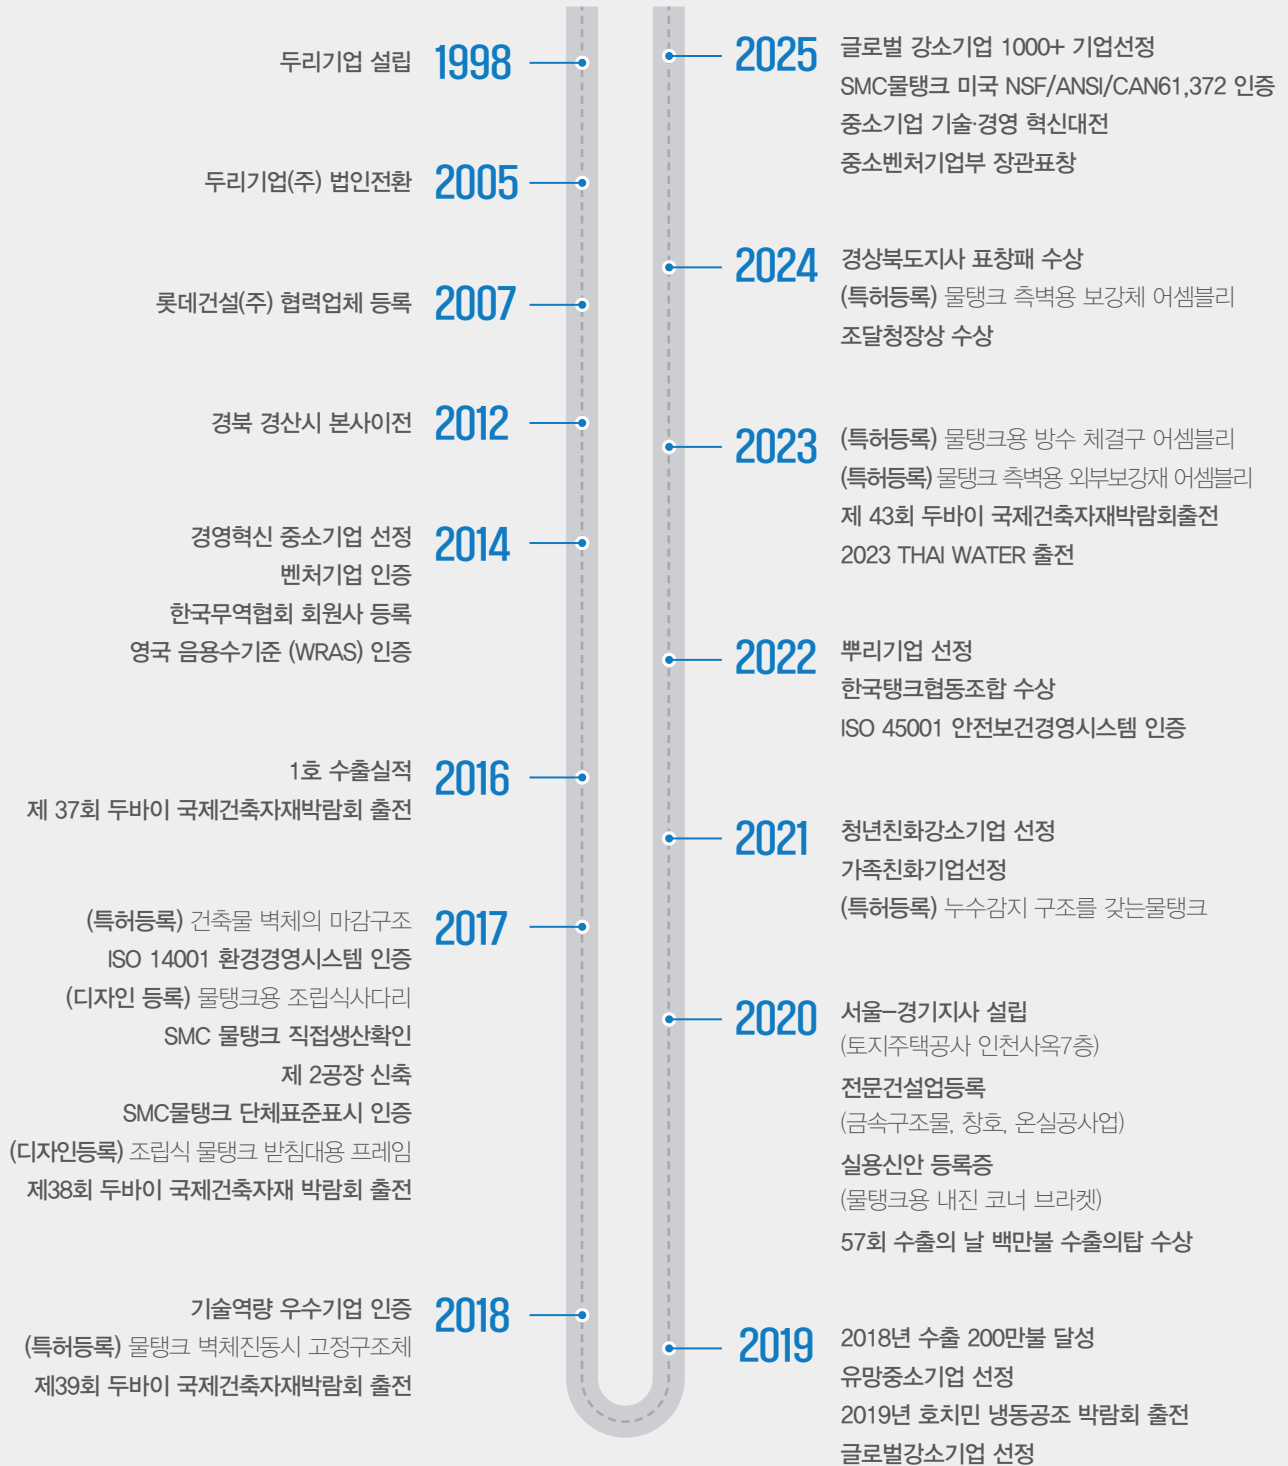 두리기업 설립 1998
두리기업(주) 법인전환 2005
롯데건설(주) 협력업체 등록 2007
경북 경산시 본사이전 2012
경영혁신 중소기업 선정 2014
벤처기업 인증
한국무역협회 회원사 등록
영국 음용수기준 (WRAS) 인증
1호 수출실적 2016
제 37회 두바이 국제건축자재박람회 출전
(특허등록) 건축물 벽체의 마감구조 2017
ISO 14001 환경경영시스템 인증
(디자인 등록) 물탱크용 조립식사다리
SMC 물탱크 직접생산확인
제 2공장 신축
SMC물탱크 단체표준표시 인증
(디자인등록) 조립식 물탱크 받침대용 프레임
제38회 두바이 국제건축자재 박람회 출전
기술역량 우수기업 인증 2018
(특허등록) 물탱크 벽체진동시 고정구조체
제39회 두바이 국제건축자재박람회 출전
2025 글로벌 강소기업 1000+ 기업선정
SMC물탱크 미국 NSF/ANSI/CAN61,372 인증
중소기업 기술·경영 혁신대전
중소벤처기업부 장관표창
2024 경상북도지사 표창패 수상
(특허등록) 물탱크 측벽용 보강체 어셈블리
조달청장상 수상
2023 (특허등록) 물탱크용 방수 체결구 어셈블리
(특허등록) 물탱크 측벽용 외부보강재 어셈블리
제 43회 두바이 국제건축자재박람회출전
2023 THAI WATER 출전
2022 뿌리기업 선정
한국탱크협동조합 수상
ISO 45001 안전보건경영시스템 인증
2021 청년친화강소기업 선정
가족친화기업선정
(특허등록) 누수감지 구조를 갖는물탱크
2020 서울-경기지사 설립
(토지주택공사 인천사옥7층)
전문건설업등록
(금속구조물, 창호, 온실공사업)
실용신안 등록증
(물탱크용 내진 코너 브라켓)
57회 수출의 날 백만불 수출의탑 수상
2019 2018년 수출 200만불 달성
유망중소기업 선정
2019년 호치민 냉동공조 박람회 출전
글로벌강소기업 선정